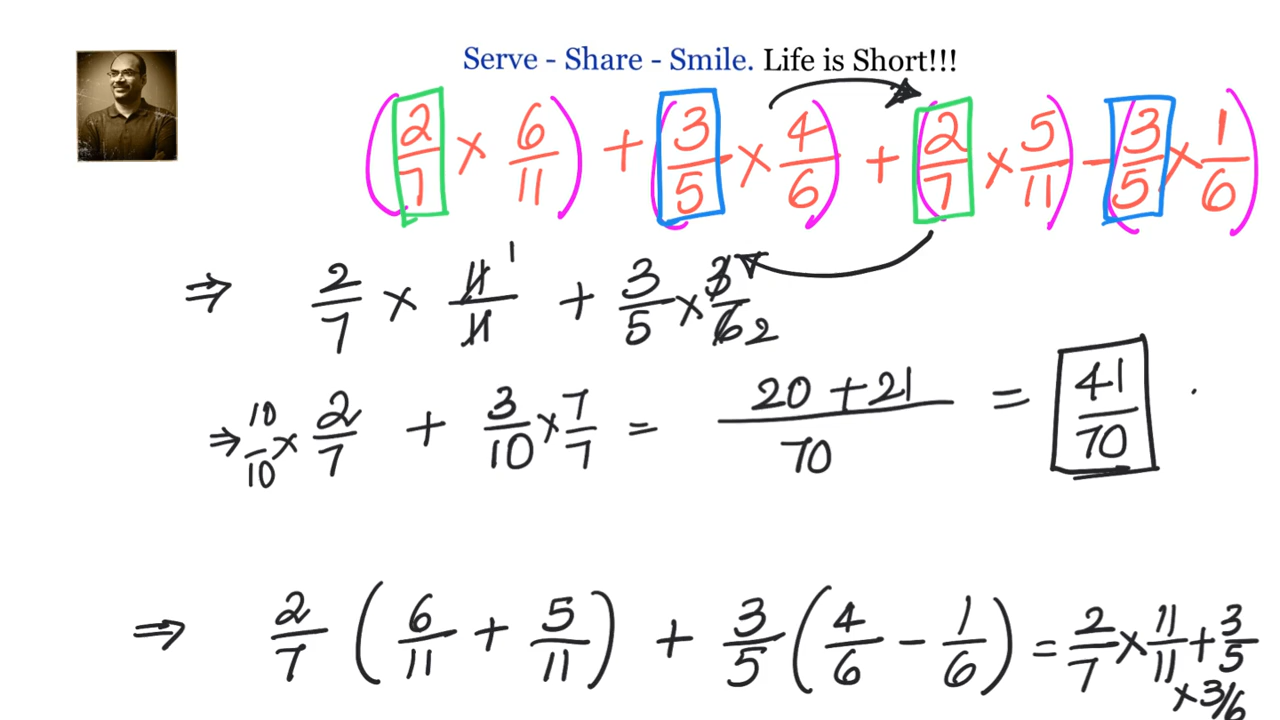 Serve - Share - Smile. Life is Short!!!
(2/7 × 6/11) + (3/5 × 4/6) + (2/7 × 5/11) - (3/5 × 1/6)
⇒ 2/7 × 11/11 1 + 3/5 × 3/6 2
⇒ 10/10 × 2/7 + 3/10 × 7/7 = 20 + 21/70 = 41/70
⇒ 2/7 (6/11 + 5/11) + 3/5 (4/6 - 1/6) = 2/7 × 11/11 + 3/5
× 3/6